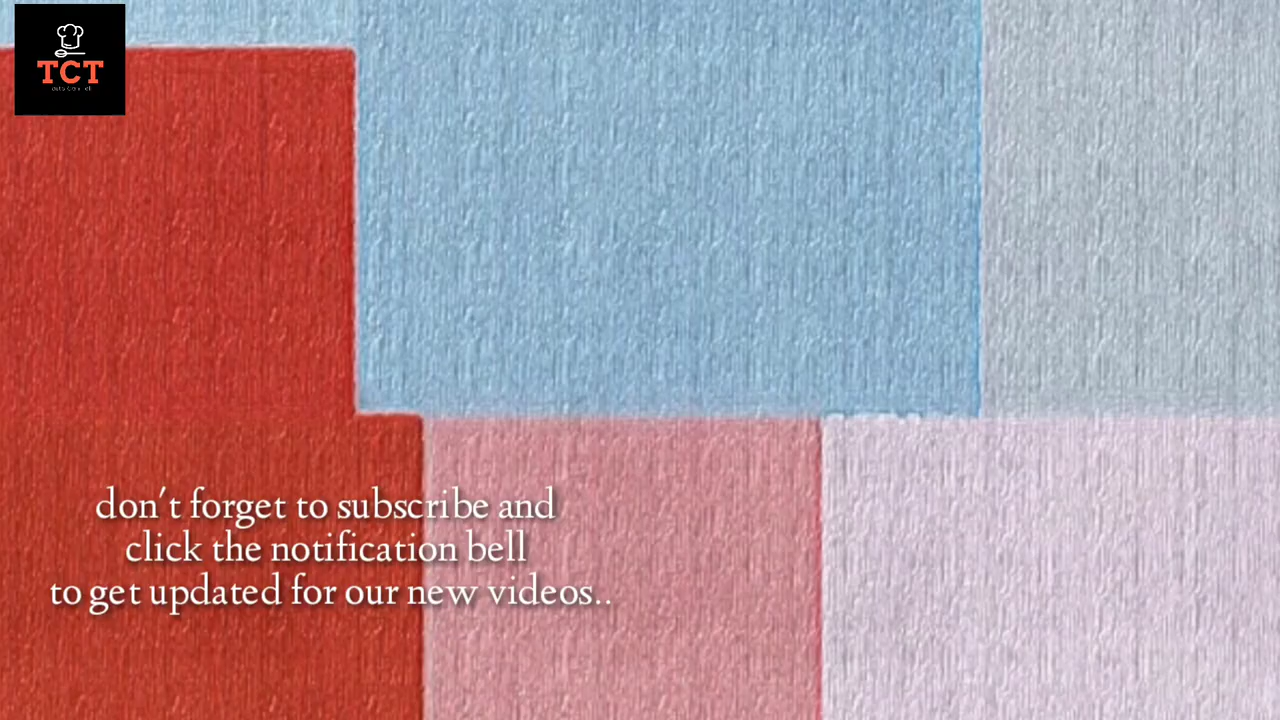 TCT
don't forget to subscribe and
click the notification bell
to get updated for our new videos..